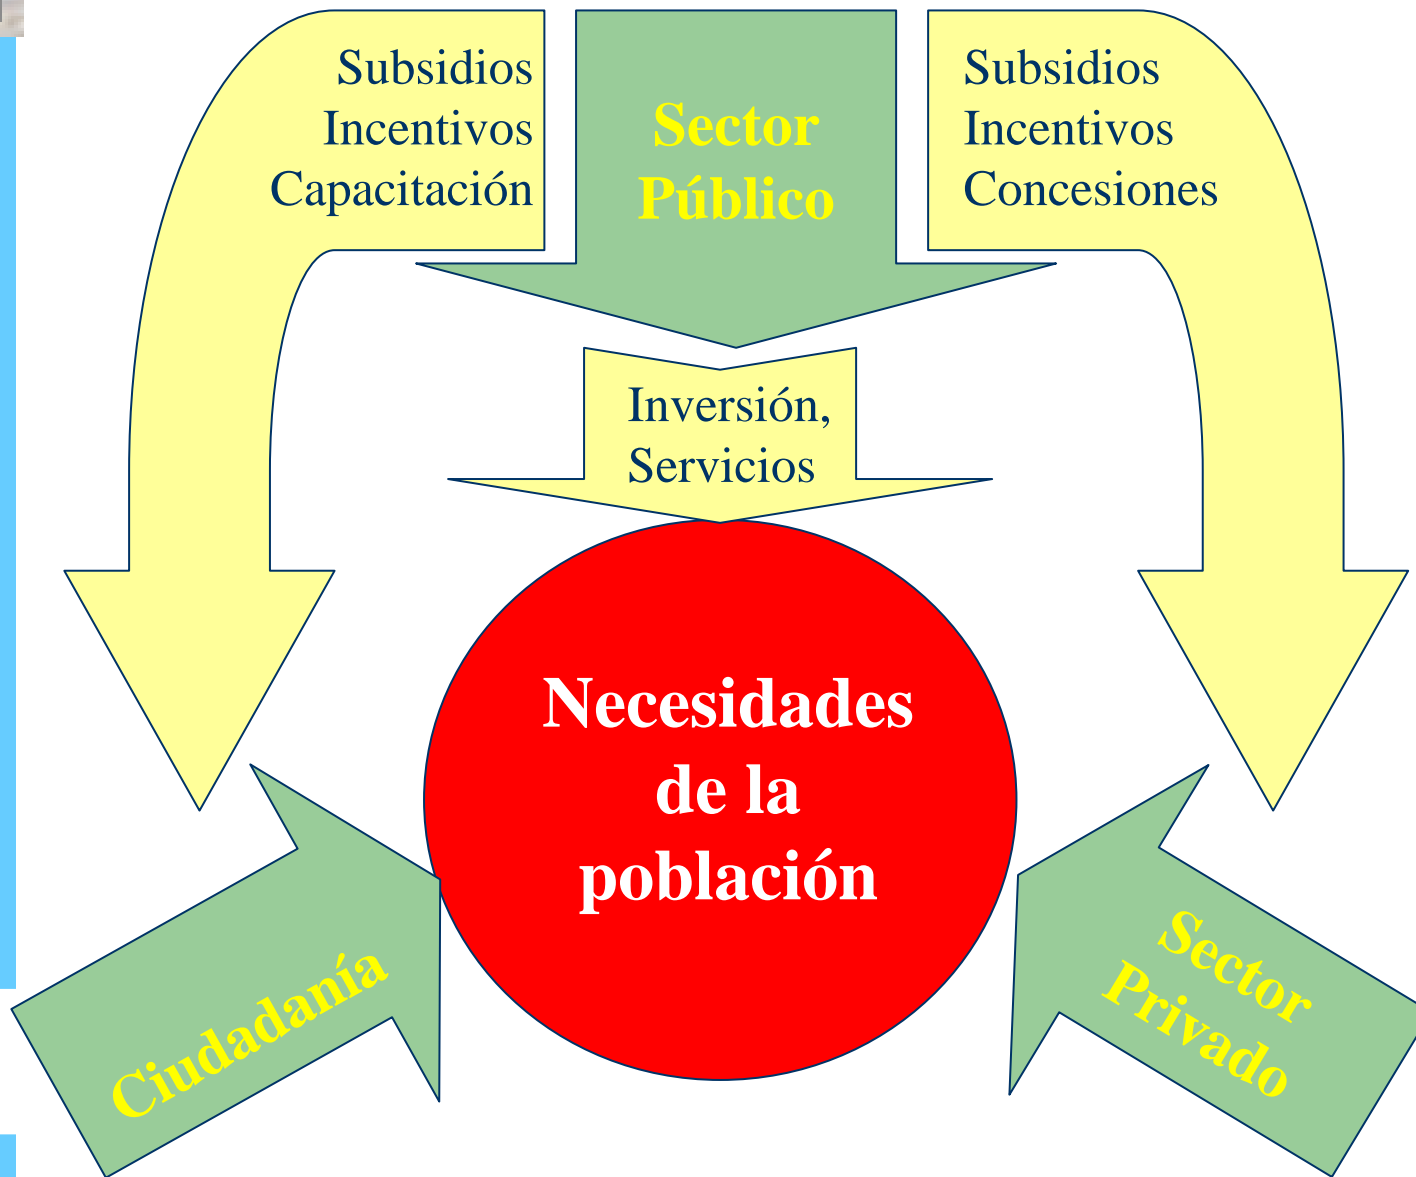 Subsidios
Incentivos
Capacitación
Sector
Público
Subsidios
Incentivos
Concesiones
Inversión,
Servicios
Necesidades
de la
población
Ciudadanía
Sector
Privado